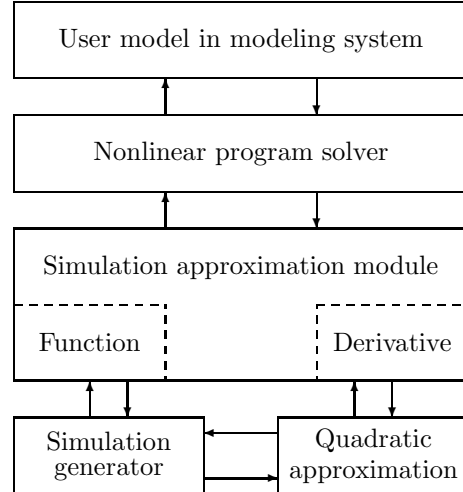 User model in modeling system
Nonlinear program solver
Simulation approximation module
Function
Derivative
Simulation
generator
Quadratic
approximation